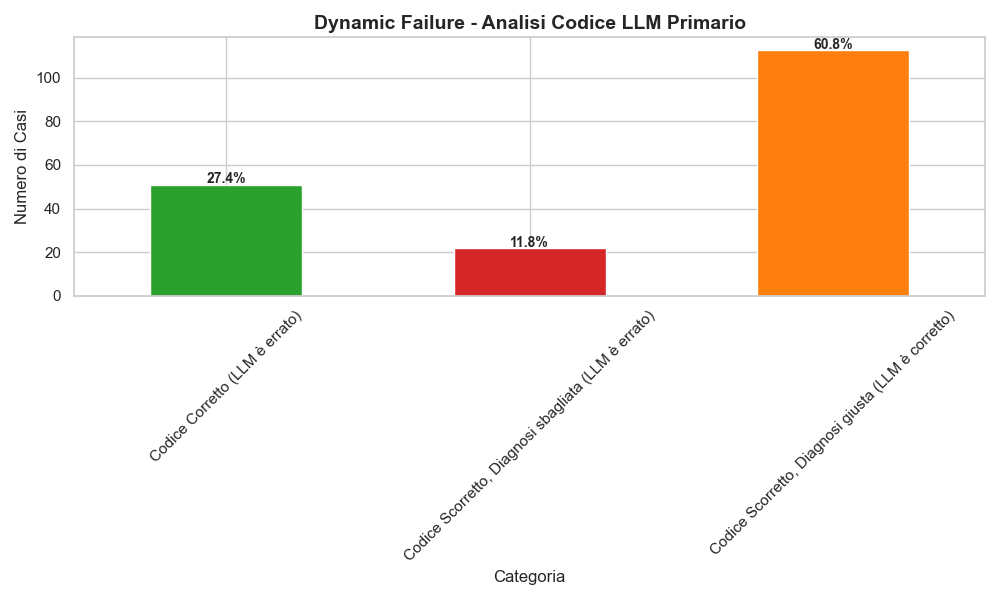 Dynamic Failure - Analisi Codice LLM Primario
Numero di Casi
100
80
60
40
20
0
27.4%
11.8%
60.8%
Codice Corretto (LLM è errato)
Codice Scorretto, Diagnosi sbagliata (LLM è errato)
Codice Scorretto, Diagnosi giusta (LLM è corretto)
Categoria